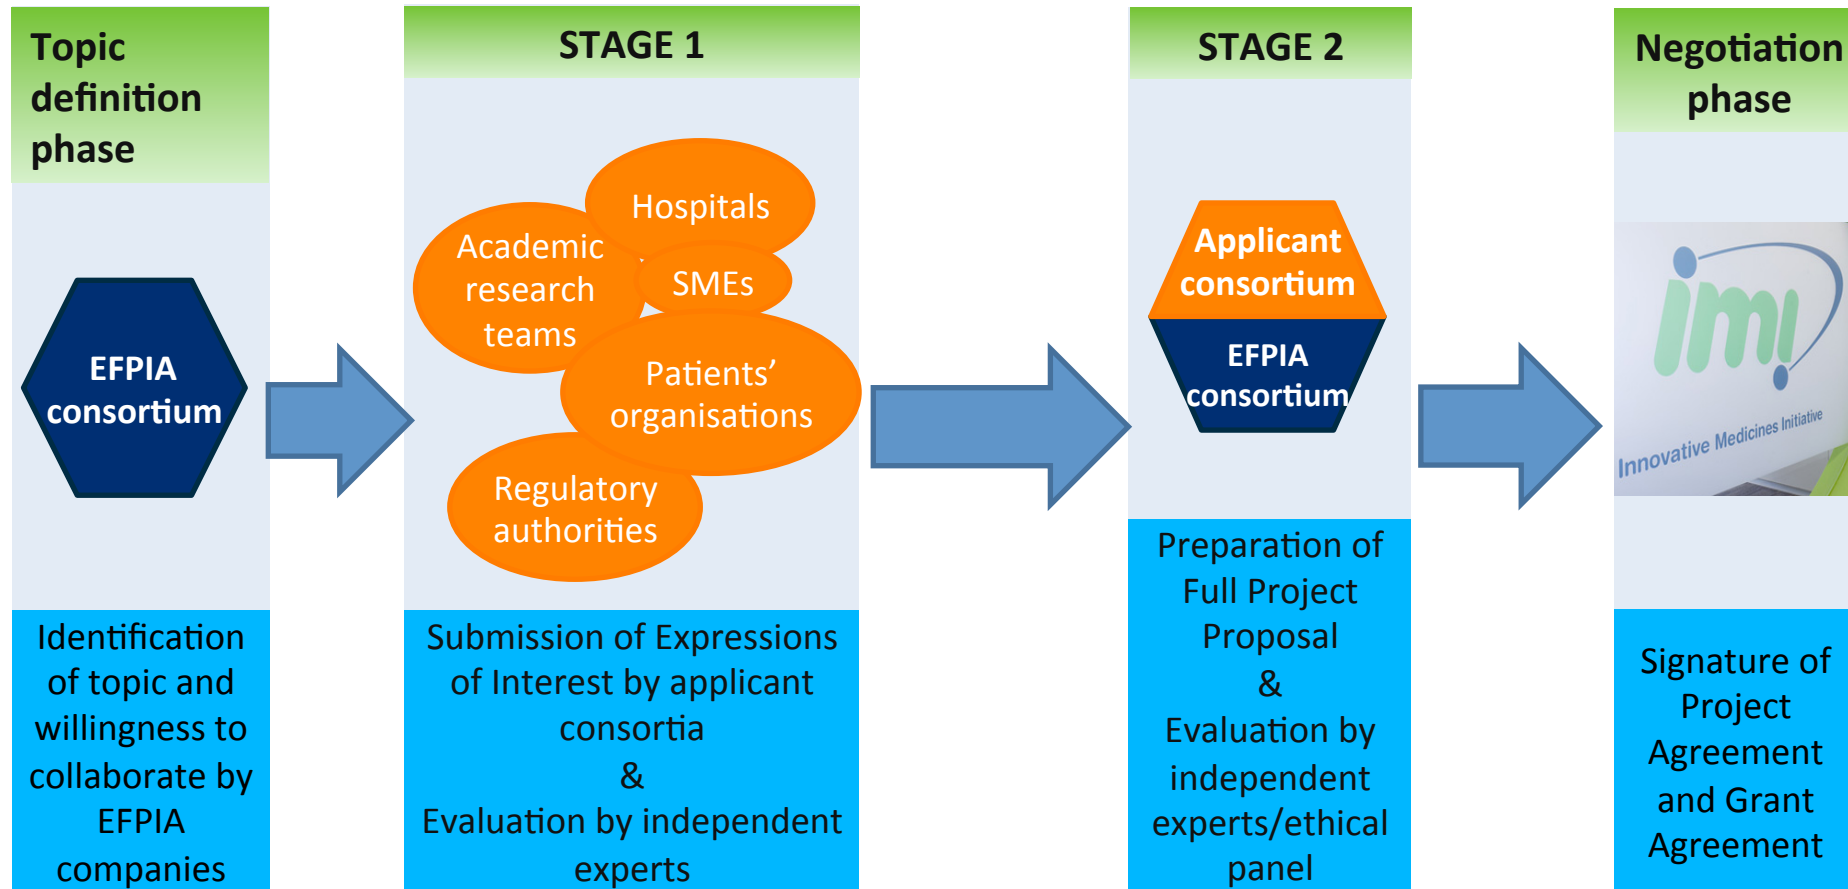 Topic
definition
phase
EFPIA
consortium
Identification
of topic and
willingness to
collaborate by
EFPIA
companies
STAGE 1
Hospitals
Academic
research
teams
SMEs
Patients’
organisations
Regulatory
authorities
Submission of Expressions
of Interest by applicant
consortia
&
Evaluation by independent
experts
STAGE 2
Applicant
consortium
EFPIA
consortium
Preparation of
Full Project
Proposal
&
Evaluation by
independent
experts/ethical
panel
Negotiation
phase
imi
Innovative Medicines Initiative
Signature of
Project
Agreement
and Grant
Agreement